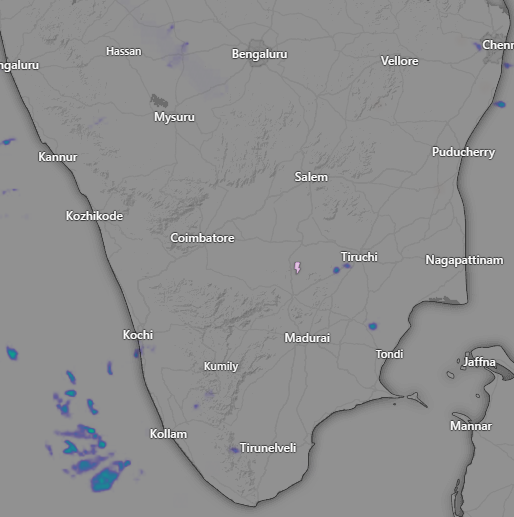 Chenn
Hassan
Bengaluru
ngaluru
Vellore
Mysuru
Puducherry
Kannur
Salem
Kozhikode
Coimbatore
Tiruchi
Nagapattinam
Kochi
Madurai
Tondi
Jaffna
Kumily
Mannar
Kollam
Tirunelveli